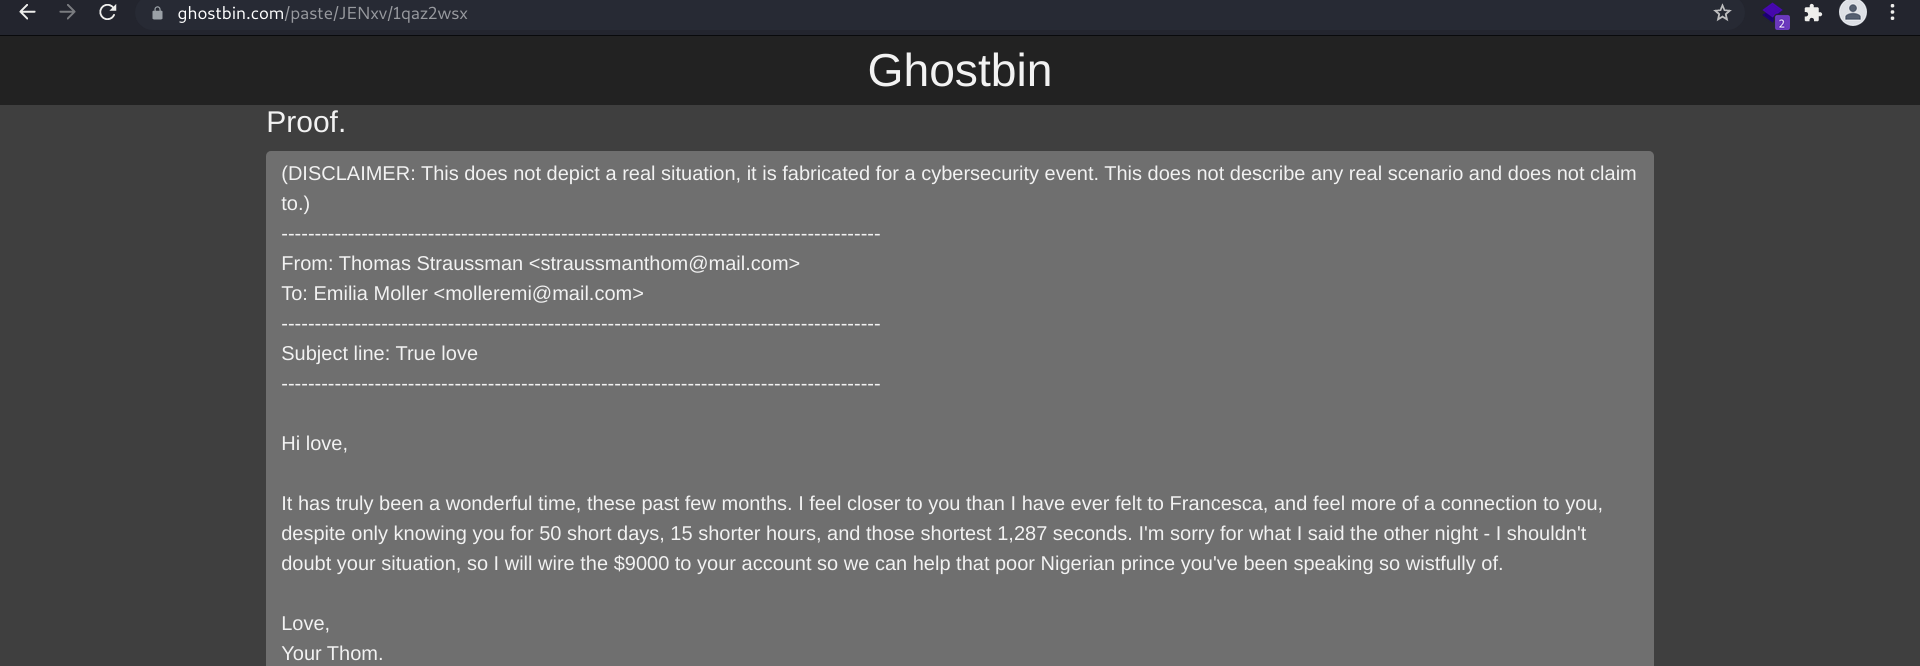 ghostbin.com/paste/JENxv/1qaz2wsx
2
Ghostbin
Proof.
(DISCLAIMER: This does not depict a real situation, it is fabricated for a cybersecurity event. This does not describe any real scenario and does not claim
to.)
------------------------------------------------------------------------------------------
From: Thomas Straussman <straussmanthom@mail.com>
To: Emilia Moller <molleremi@mail.com>
------------------------------------------------------------------------------------------
Subject line: True love
------------------------------------------------------------------------------------------
Hi love,
It has truly been a wonderful time, these past few months. I feel closer to you than I have ever felt to Francesca, and feel more of a connection to you,
despite only knowing you for 50 short days, 15 shorter hours, and those shortest 1,287 seconds. I'm sorry for what I said the other night - I shouldn't
doubt your situation, so I will wire the $9000 to your account so we can help that poor Nigerian prince you've been speaking so wistfully of.
Love,
Your Thom.